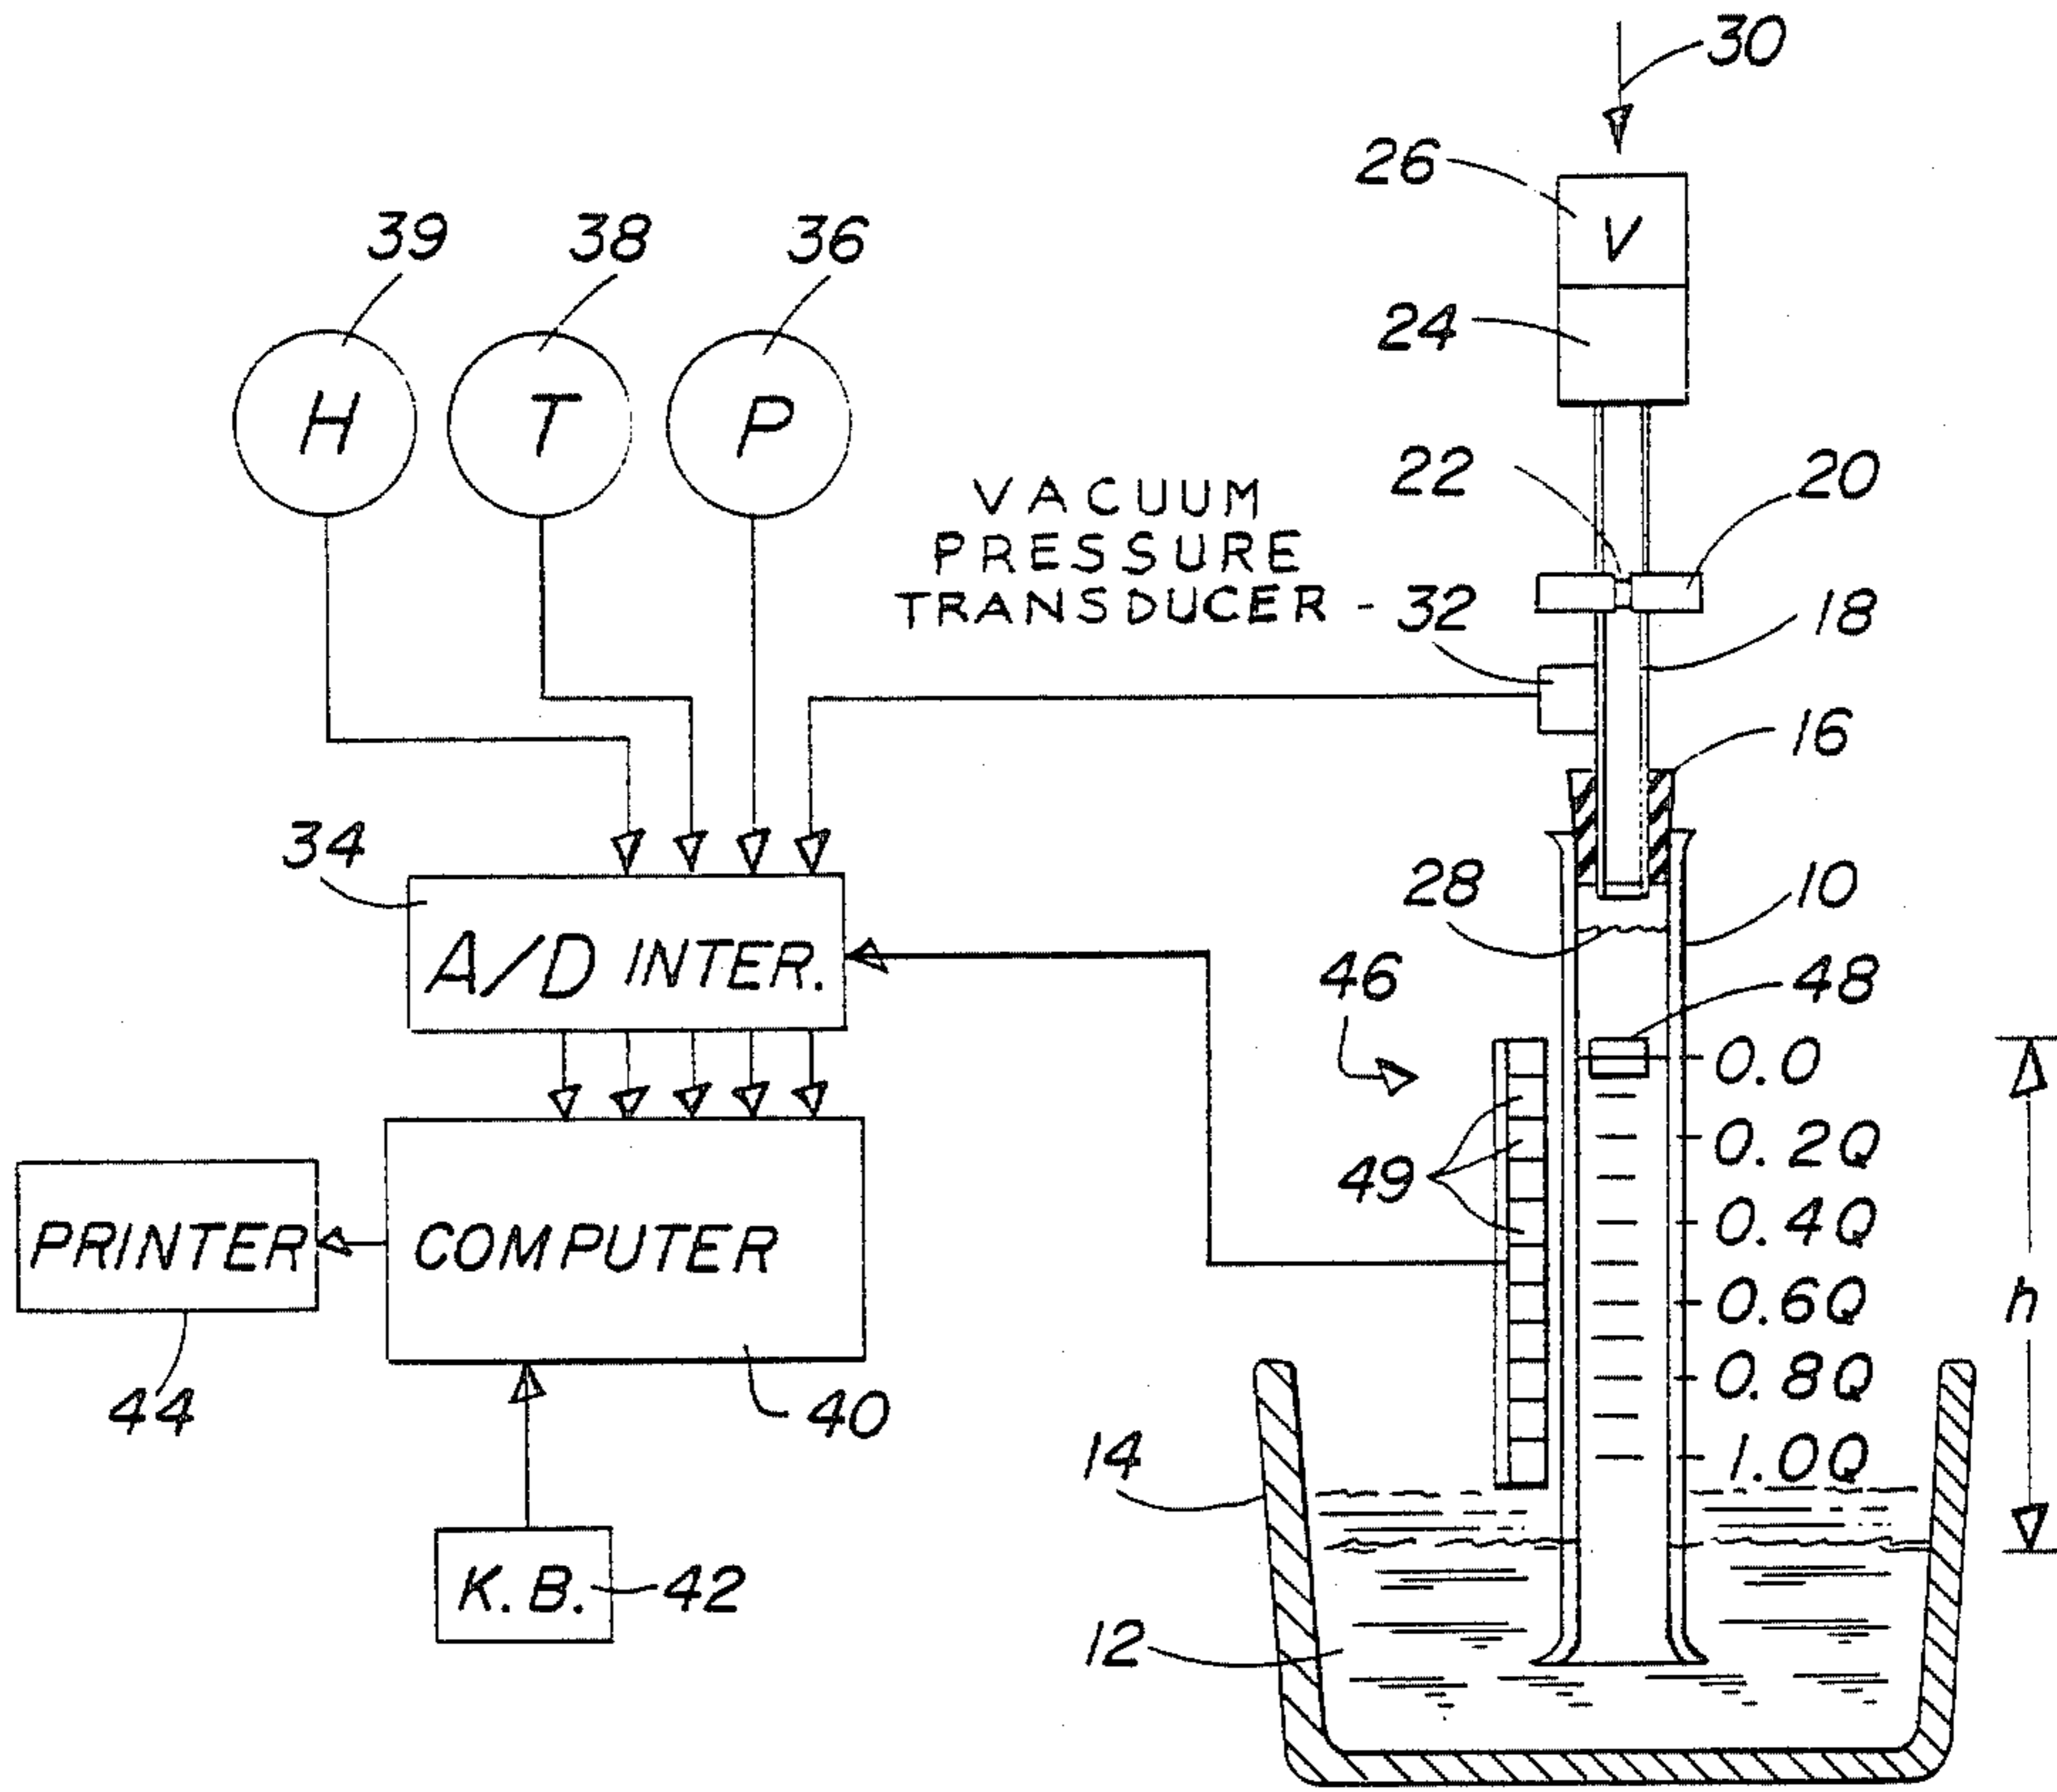 30
26
V
39
38
36
24
H
T
P
22
20
VACUUM
PRESSURE
TRANSDUCER - 32
18
16
34
28
10
A/D INTER.
46
48
0.0
49
0.2Q
0.4Q
PRINTER
COMPUTER
0.6Q
h
0.8Q
44
40
14
1.0Q
K.B.
42
12